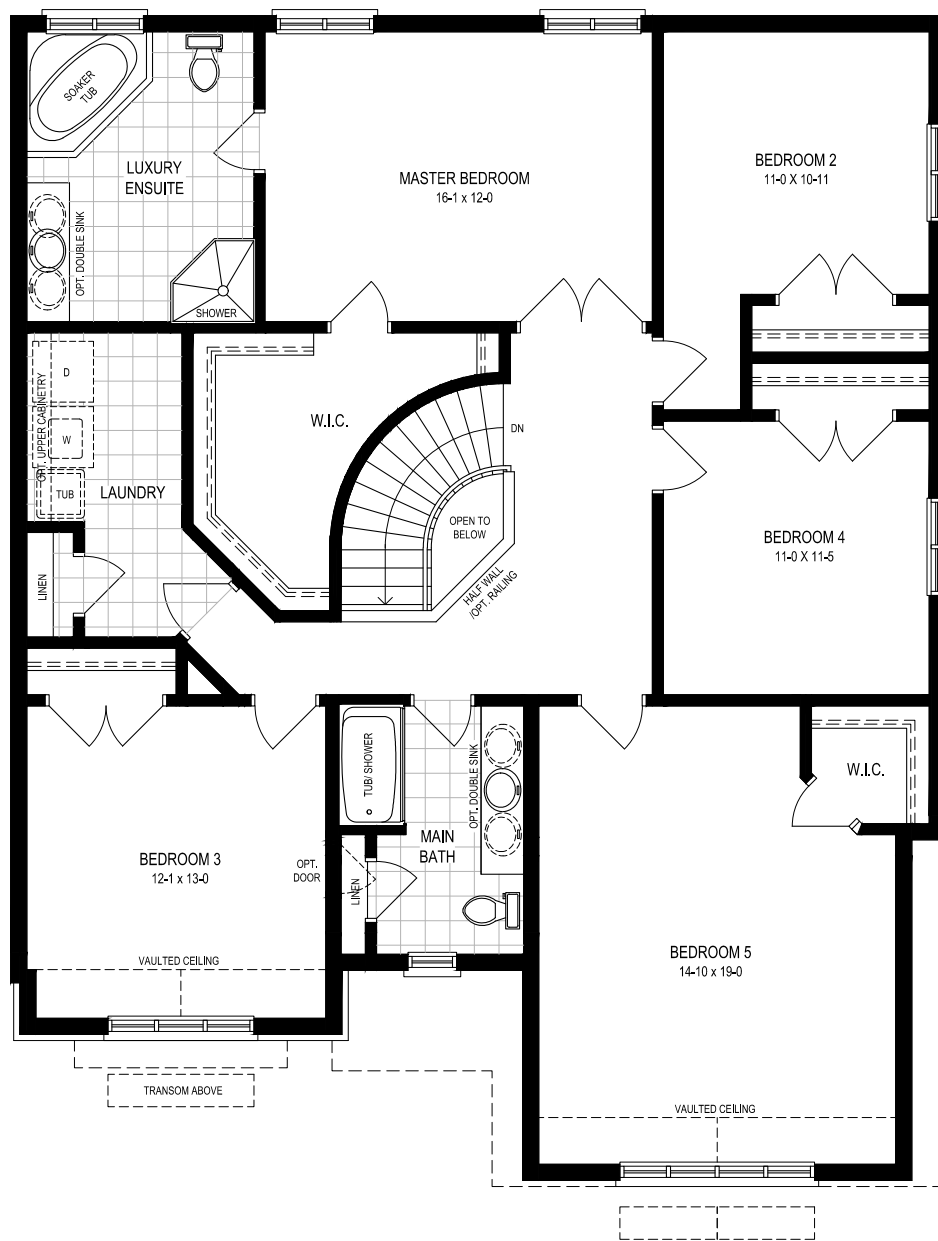 SOAKER
TUB
LUXURY
ENSUITE
OPT. DOUBLE SINK
SHOWER
MASTER BEDROOM
16-1 x 12-0
BEDROOM 2
11-0 X 10-11
D
W
TUB
OPT. UPPER CABINETRY
LAUNDRY
LINEN
W.I.C.
DN
OPEN TO
BELOW
HALF WALL
/OPT. RAILING
BEDROOM 4
11-0 X 11-5
BEDROOM 3
12-1 x 13-0
VAULTED CEILING
TRANSOM ABOVE
TUB/ SHOWER
OPT. DOUBLE SINK
MAIN
BATH
OPT.
DOOR
LINEN
W.I.C.
BEDROOM 5
14-10 x 19-0
VAULTED CEILING